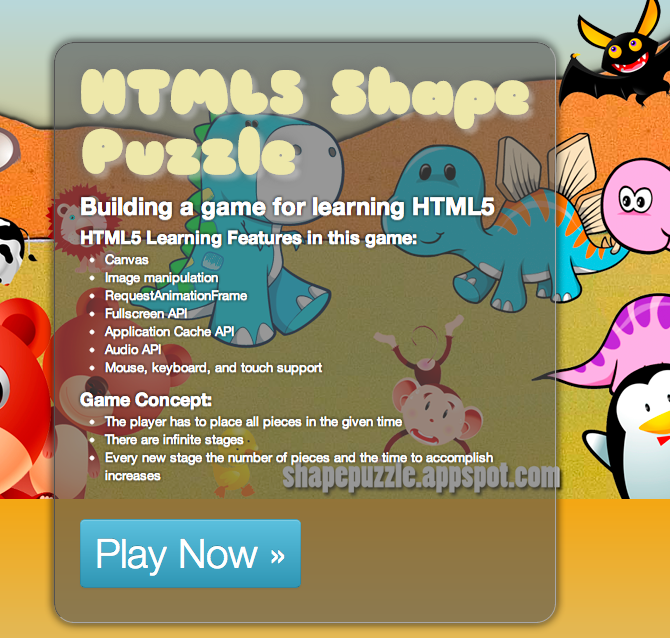 HTML5 Shape
Puzzle
Building a game for learning HTML5
HTML5 Learning Features in this game:
Canvas
Image manipulation
RequestAnimationFrame
Fullscreen API
Application Cache API
Audio API
Mouse, keyboard, and touch support
Game Concept:
The player has to place all pieces in the given time
There are infinite stages
Every new stage the number of pieces and the time to accomplish
increases
shapepuzzle.appspot.com
Play Now »